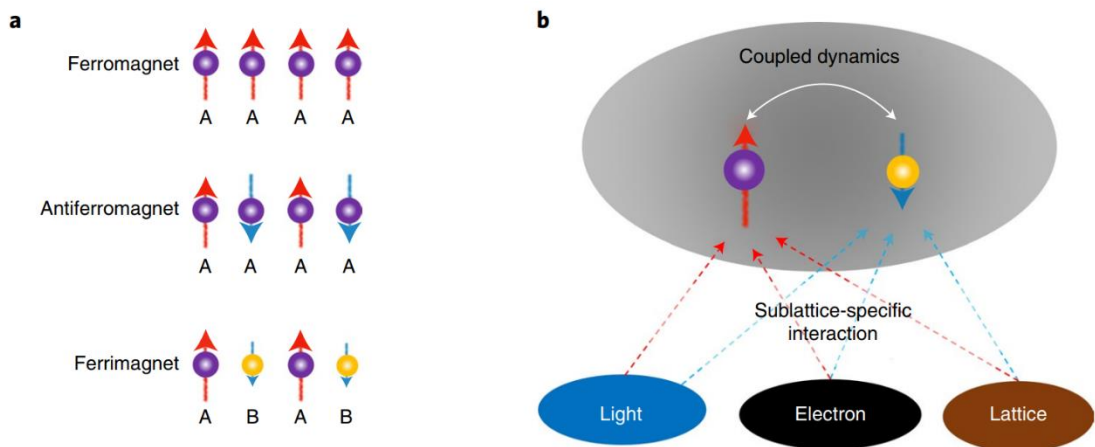 a
Ferromagnet
A A A A
Antiferromagnet
A A A A
Ferrimagnet
A B A B
b
Coupled dynamics
Sublattice-specific
interaction
Light
Electron
Lattice